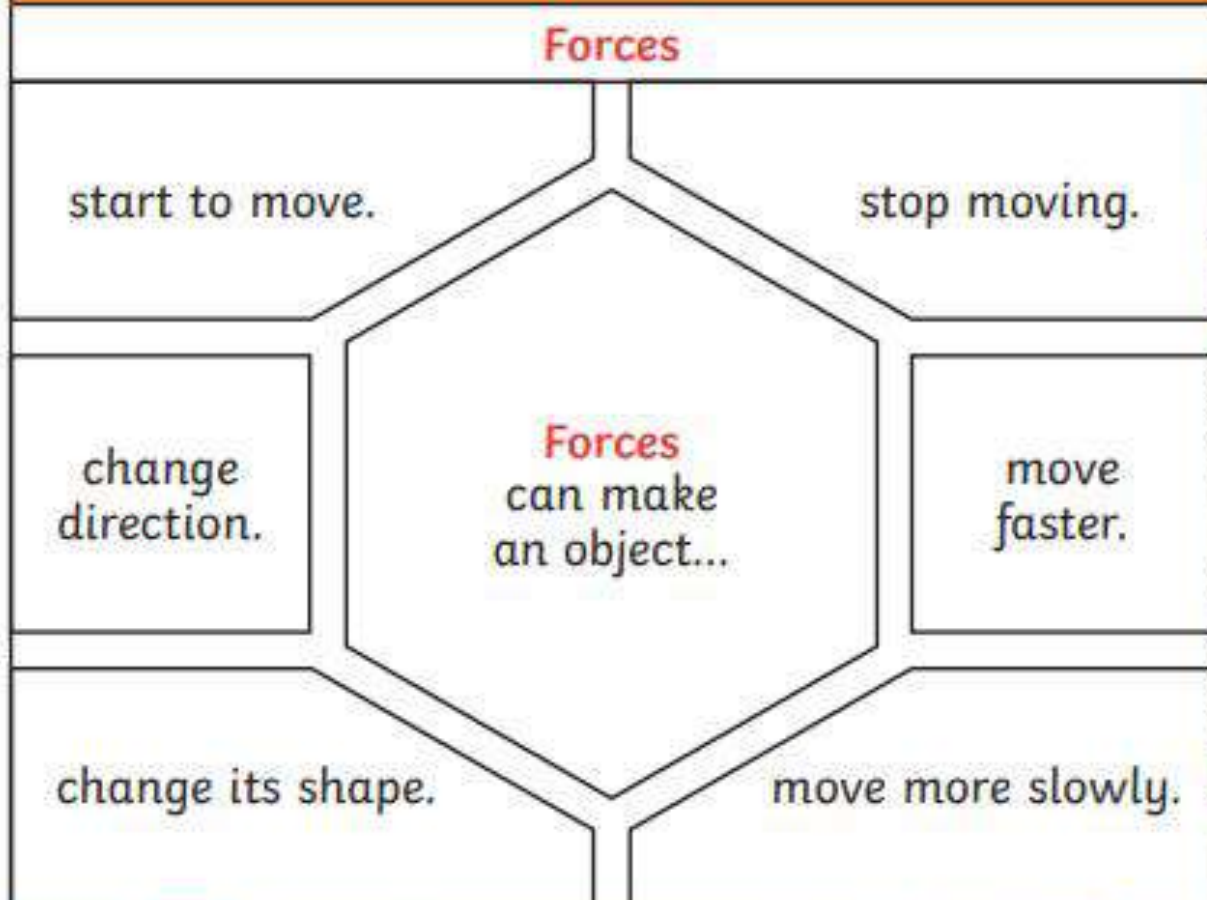 Forces
start to move.
stop moving.
change
direction.
Forces
can make
an object...
move
faster.
change its shape.
move more slowly.